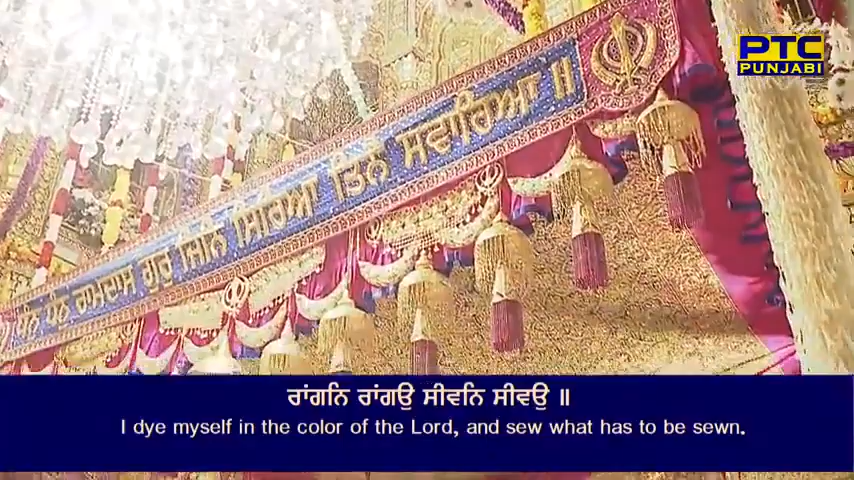 PTC
PUNJABI
ਧੰਨੁ ਧੰਨੁ ਰਾਮਦਾਸ ਗੁਰੁ ਜਿਨਿ ਸਿਰਿਆ ਤਿਨੈ ਸਵਾਰਿਆ ॥
ਰਾਂਗਨਿ ਰਾਂਗਉ ਸੀਵਨਿ ਸੀਵਉ ॥
I dye myself in the color of the Lord, and sew what has to be sewn.